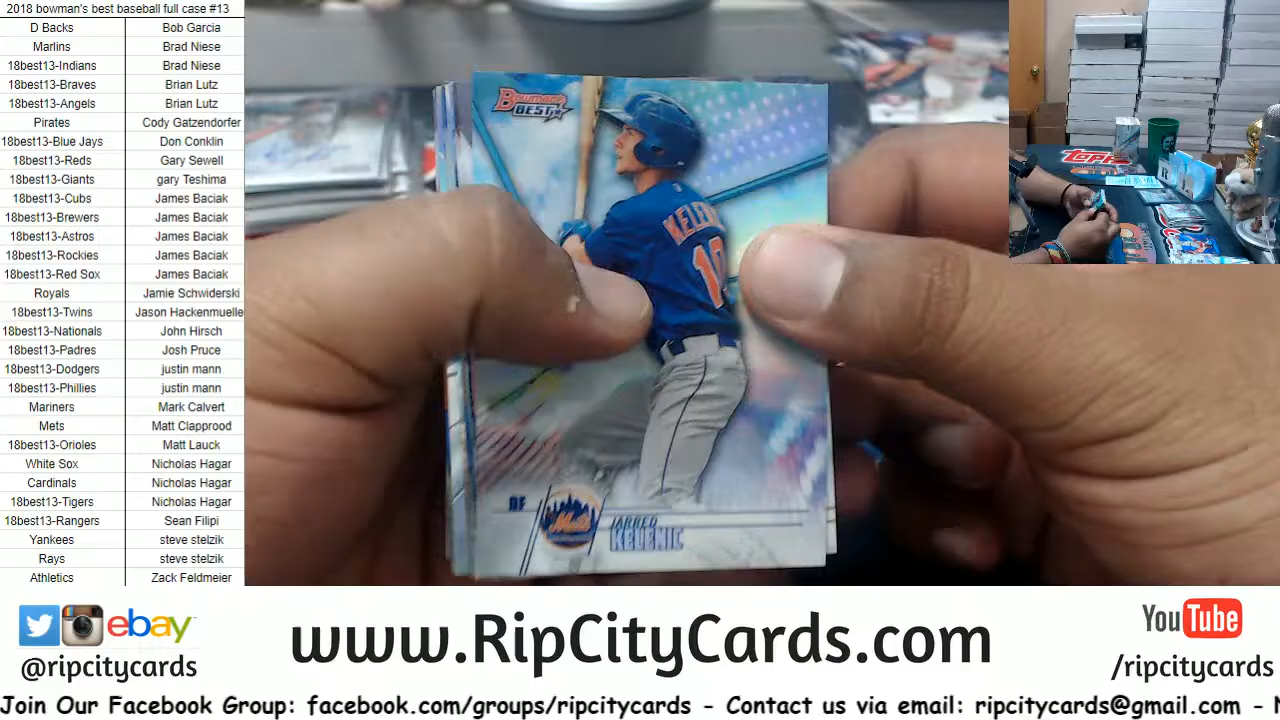 2018 bowman's best baseball full case #13
D Backs Bob Garcia
Marlins Brad Niese
18best13-Indians Brad Niese
18best13-Braves Brian Lutz
18best13-Angels Brian Lutz
Pirates Cody Gatzendorfer
18best13-Blue Jays Don Conklin
18best13-Reds Gary Sewell
18best13-Giants gary Teshima
18best13-Cubs James Baciak
18best13-Brewers James Baciak
18best13-Astros James Baciak
18best13-Rockies James Baciak
18best13-Red Sox James Baciak
Royals Jamie Schwiderski
18best13-Twins Jason Hackenmuelle
18best13-Nationals John Hirsch
18best13-Padres Josh Pruce
18best13-Dodgers justin mann
18best13-Phillies justin mann
Mariners Mark Calvert
Mets Matt Clapprood
18best13-Orioles Matt Lauck
White Sox Nicholas Hagar
Cardinals Nicholas Hagar
18best13-Tigers Nicholas Hagar
18best13-Rangers Sean Filipi
Yankees steve stelzik
Rays steve stelzik
Athletics Zack Feldmeier
Bowman's
BEST
KELEN
10
OF
Mets
JARRED
KELENIC
TOPPS
ebay
@ripcitycards
www.RipCityCards.com
YouTube
/ripcitycards
Join Our Facebook Group: facebook.com/groups/ripcitycards - Contact us via email: ripcitycards@gmail.com - N